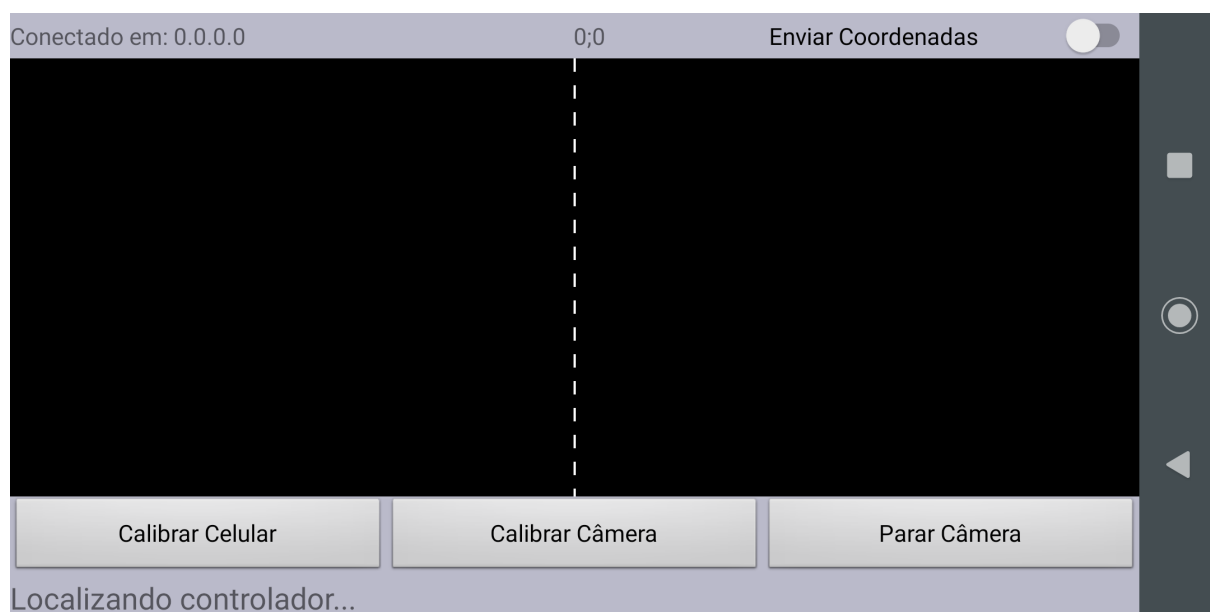 Conectado em: 0.0.0.0 0;0 Enviar Coordenadas
Calibrar Celular Calibrar Câmera Parar Câmera
Localizando controlador...